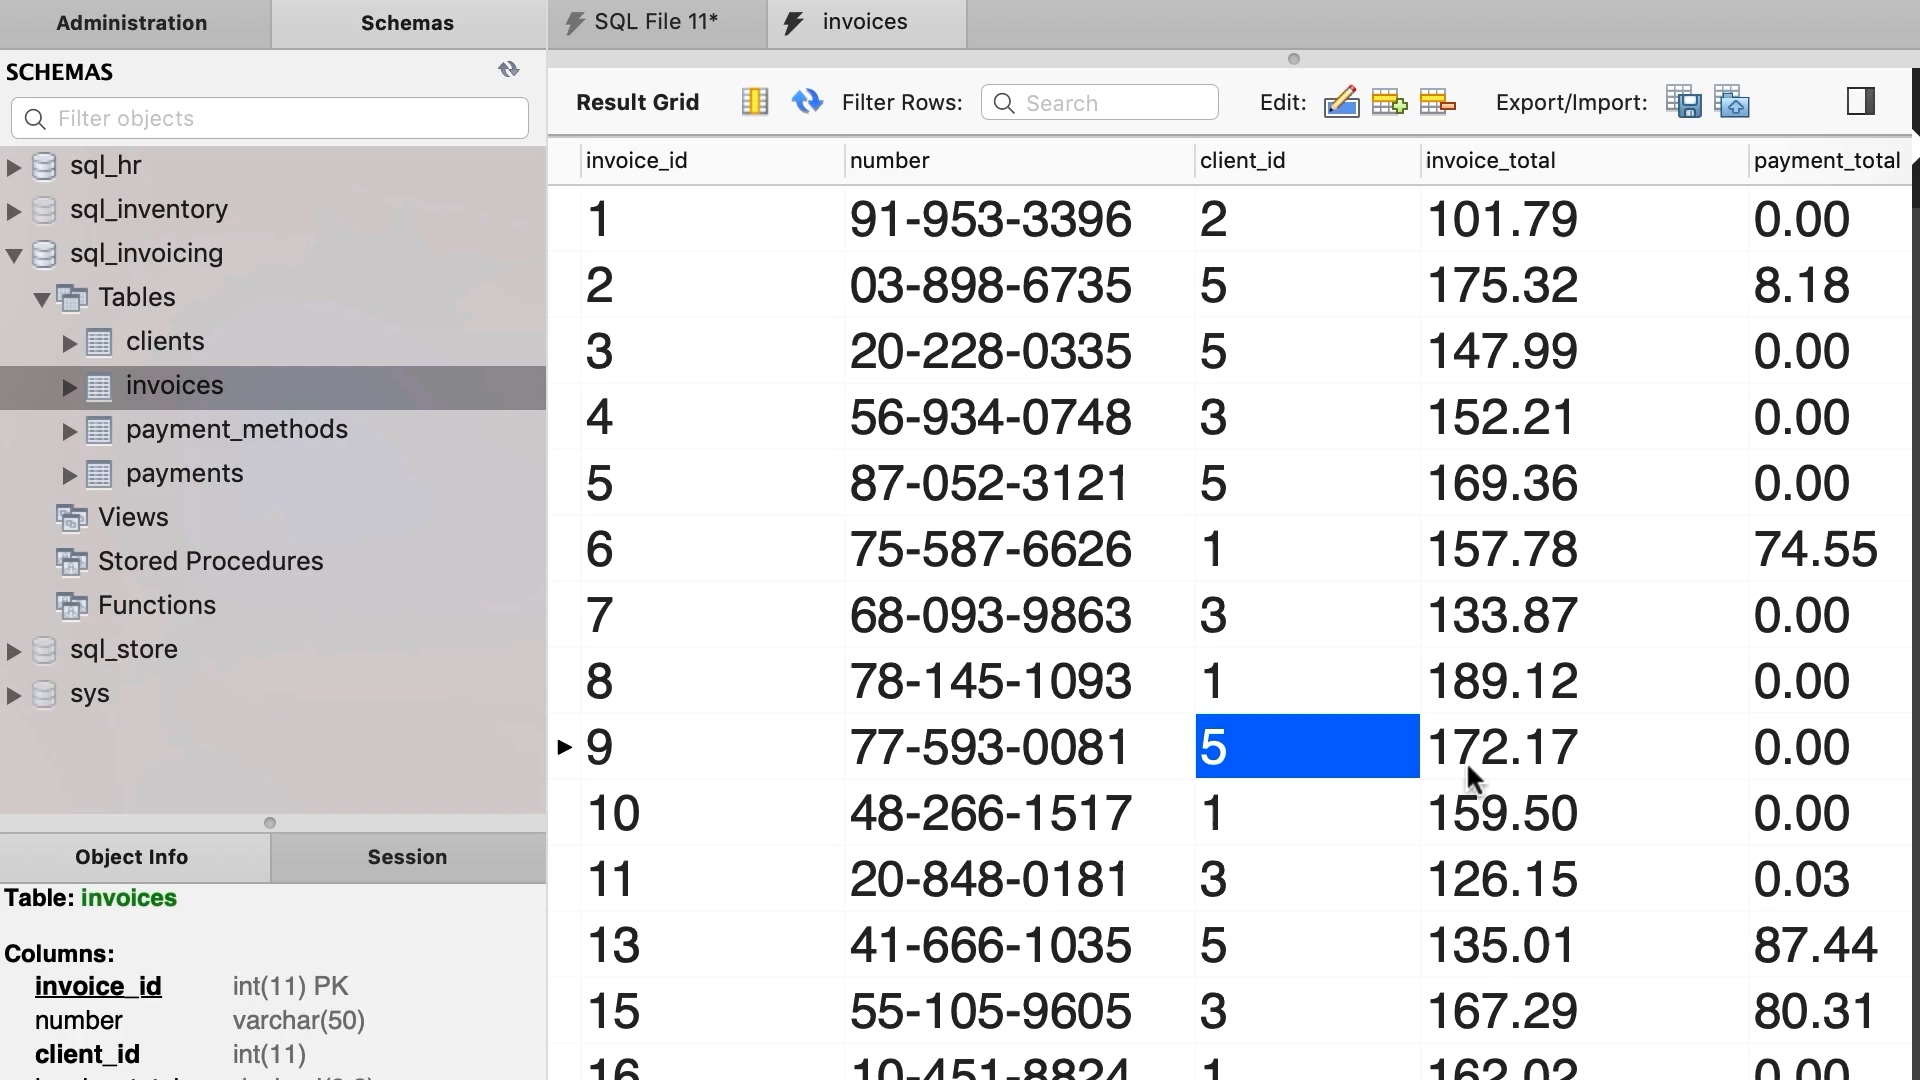 Administration
Schemas
SCHEMAS
Filter objects
sql_hr
sql_inventory
sql_invoicing
Tables
clients
invoices
payment_methods
payments
Views
Stored Procedures
Functions
sql_store
sys
Object Info
Session
Table: invoices
Columns:
invoice_id int(11) PK
number varchar(50)
client_id int(11)
SQL File 11*
invoices
Result Grid
Filter Rows:
Search
Edit:
Export/Import:
invoice_id number client_id invoice_total payment_total
1 91-953-3396 2 101.79 0.00
2 03-898-6735 5 175.32 8.18
3 20-228-0335 5 147.99 0.00
4 56-934-0748 3 152.21 0.00
5 87-052-3121 5 169.36 0.00
6 75-587-6626 1 157.78 74.55
7 68-093-9863 3 133.87 0.00
8 78-145-1093 1 189.12 0.00
9 77-593-0081 5 172.17 0.00
10 48-266-1517 1 159.50 0.00
11 20-848-0181 3 126.15 0.03
13 41-666-1035 5 135.01 87.44
15 55-105-9605 3 167.29 80.31
16 10-451-8824 1 162.02 0.00